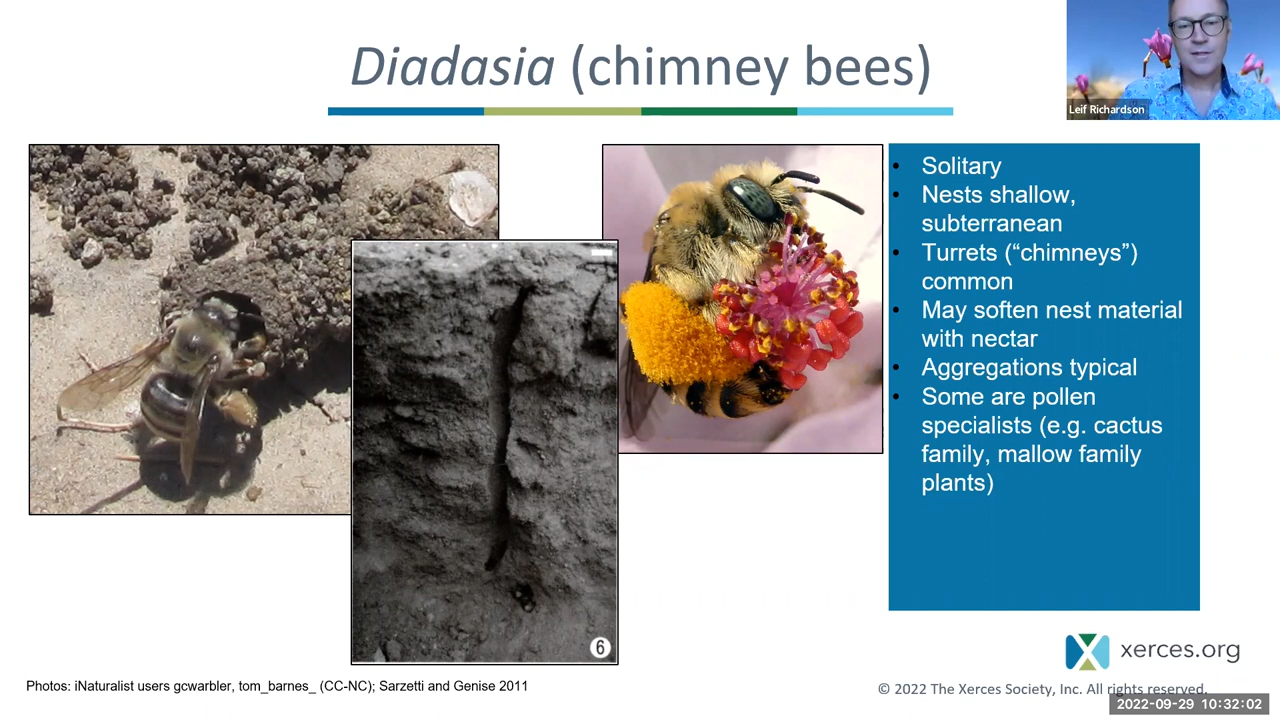 Diadasia (chimney bees)
Leif Richardson
• Solitary
• Nests shallow,
subterranean
• Turrets (“chimneys”)
common
• May soften nest material
with nectar
• Aggregations typical
• Some are pollen
specialists (e.g. cactus
family, mallow family
plants)
6
xerces.org
Photos: iNaturalist users gcwarbler, tom_barnes_ (CC-NC); Sarzetti and Genise 2011
© 2022 The Xerces Society, Inc. All rights reserved.
2022-09-29 10:32:02